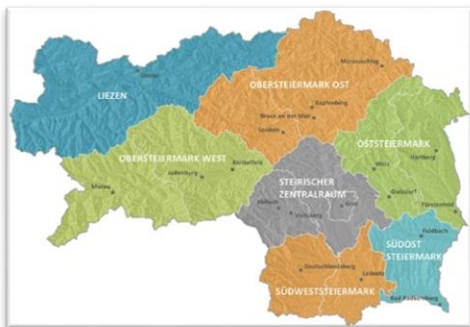 Mürzzuschlag
Liezen
LIEZEN
OBERSTEIERMARK OST
Kapfenberg
Bruck an der Mur
Leoben
OSTSTEIERMARK
Hartberg
OBERSTEIERMARK WEST
Knittelfeld
Weiz
Judenburg
STEIRISCHER
ZENTRALRAUM
Murau
Gleisdorf
Voitsberg
Graz
Fürstenfeld
SÜDOST
STEIERMARK
Feldbach
Deutschlandsberg
Leibnitz
SÜDWESTSTEIERMARK
Bad Radkersburg